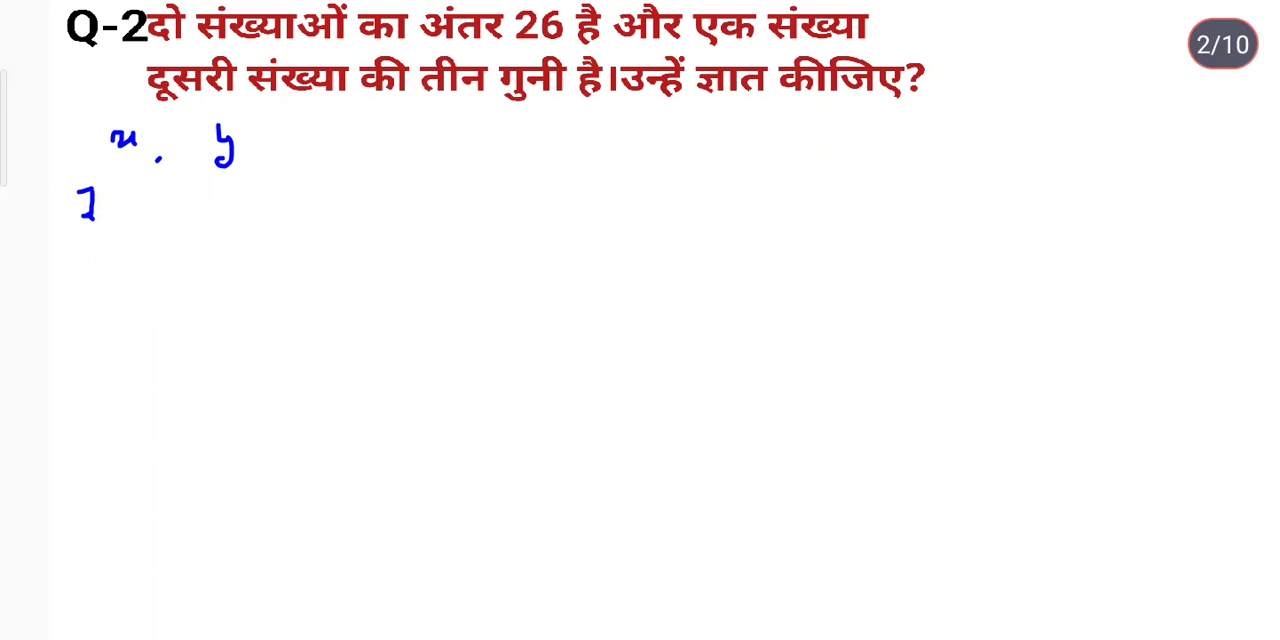 Q-2दो संख्याओं का अंतर 26 है और एक संख्या
2/10
दूसरी संख्या की तीन गुनी है।उन्हें ज्ञात कीजिए?
x . y